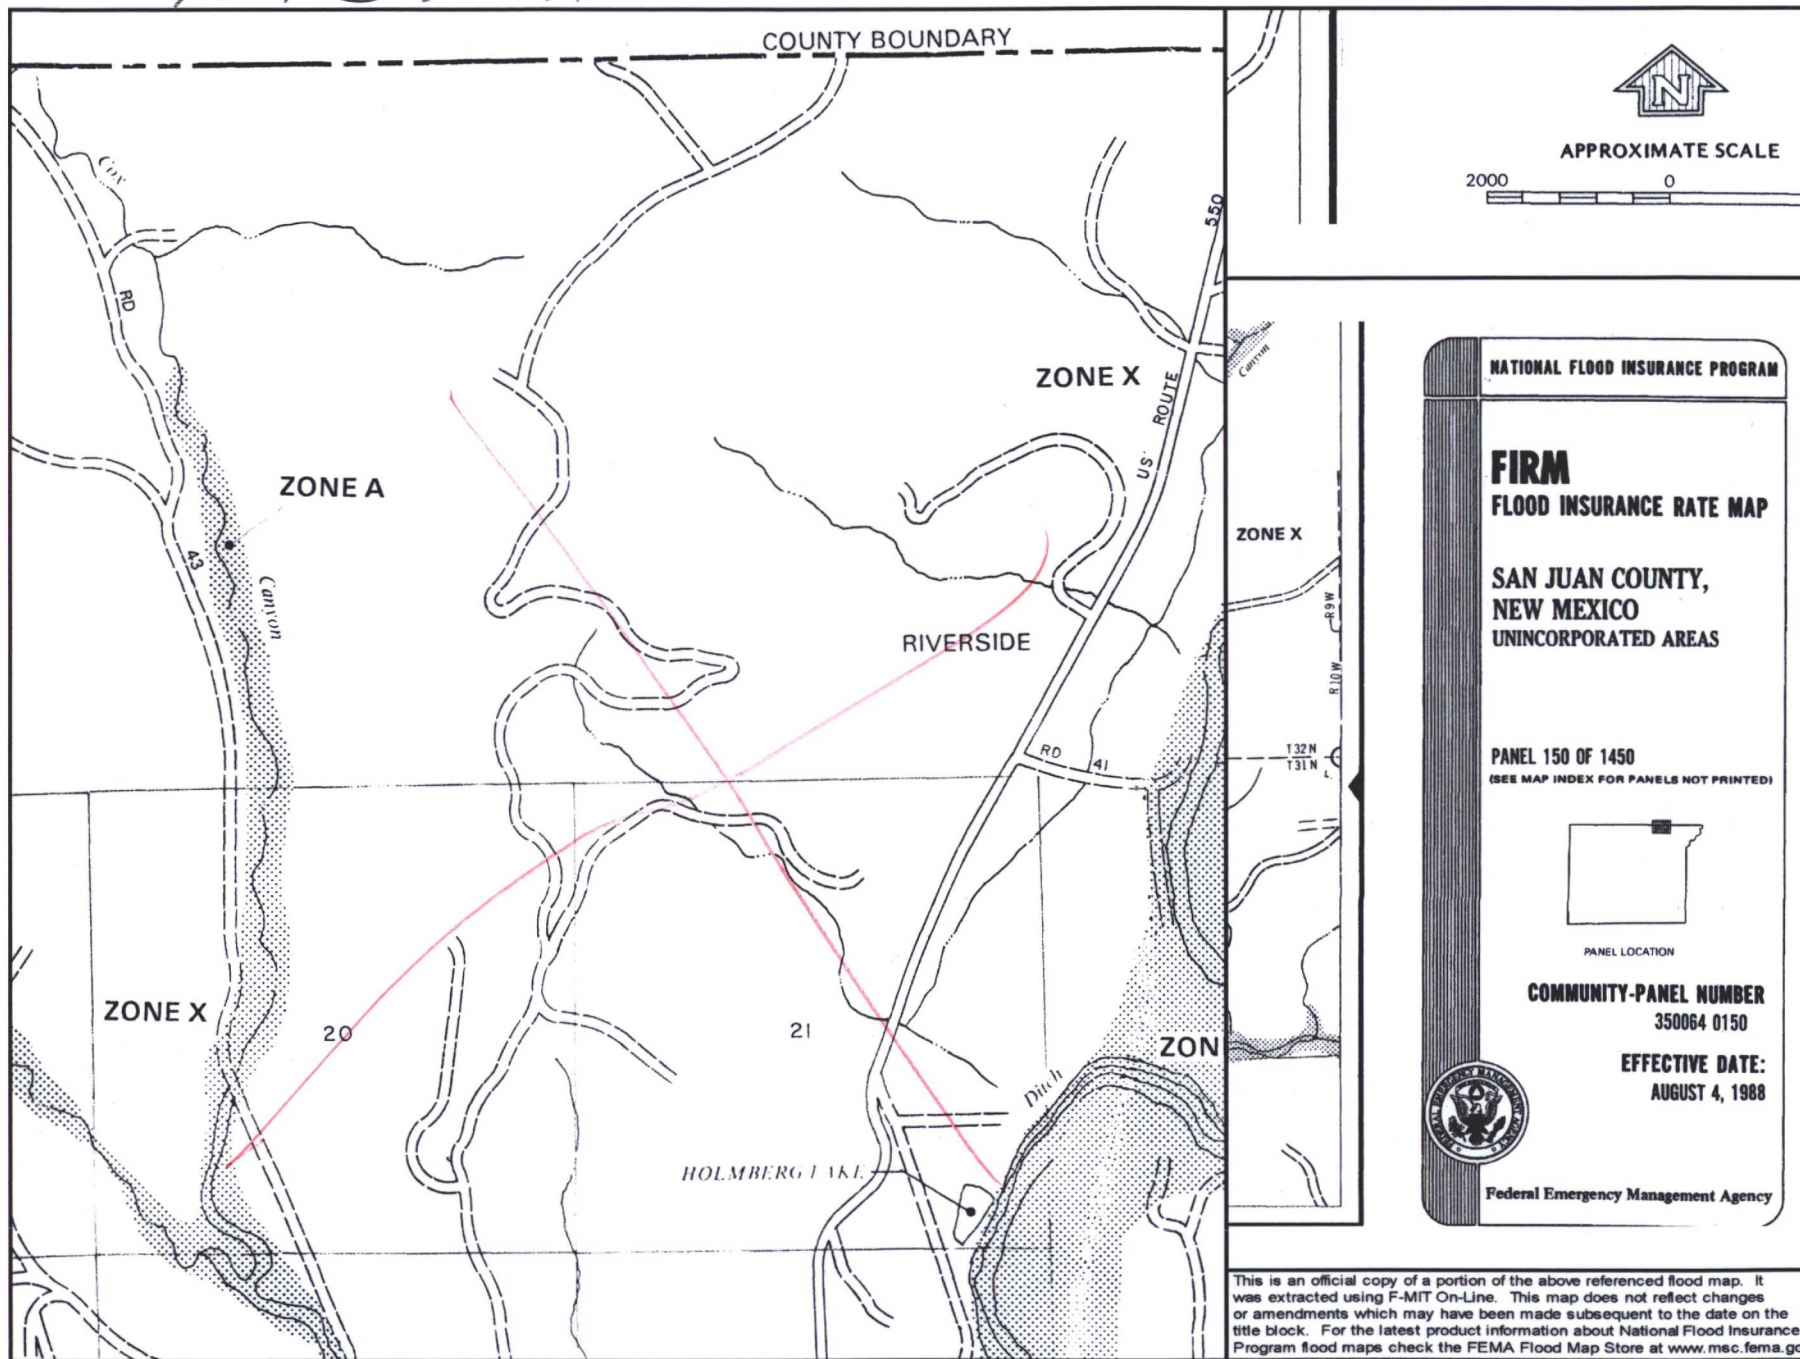 COUNTY BOUNDARY
Cox
RD
ZONE A
43
Canyon
ZONE X
550
US ROUTE
RIVERSIDE
RD 41
ZONE X
20
21
ZON
Ditch
HOLMBERG LAKE
N
APPROXIMATE SCALE
2000 0
Canyon
ZONE X
R9W
R10W
T32N
T31N
NATIONAL FLOOD INSURANCE PROGRAM
FIRM
FLOOD INSURANCE RATE MAP
SAN JUAN COUNTY,
NEW MEXICO
UNINCORPORATED AREAS
PANEL 150 OF 1450
(SEE MAP INDEX FOR PANELS NOT PRINTED)
PANEL LOCATION
COMMUNITY-PANEL NUMBER
350064 0150
EFFECTIVE DATE:
AUGUST 4, 1988
FEDERAL EMERGENCY MANAGEMENT AGENCY
Federal Emergency Management Agency
This is an official copy of a portion of the above referenced flood map. It
was extracted using F-MIT On-Line. This map does not reflect changes
or amendments which may have been made subsequent to the date on the
title block. For the latest product information about National Flood Insurance
Program flood maps check the FEMA Flood Map Store at www.msc.fema.go